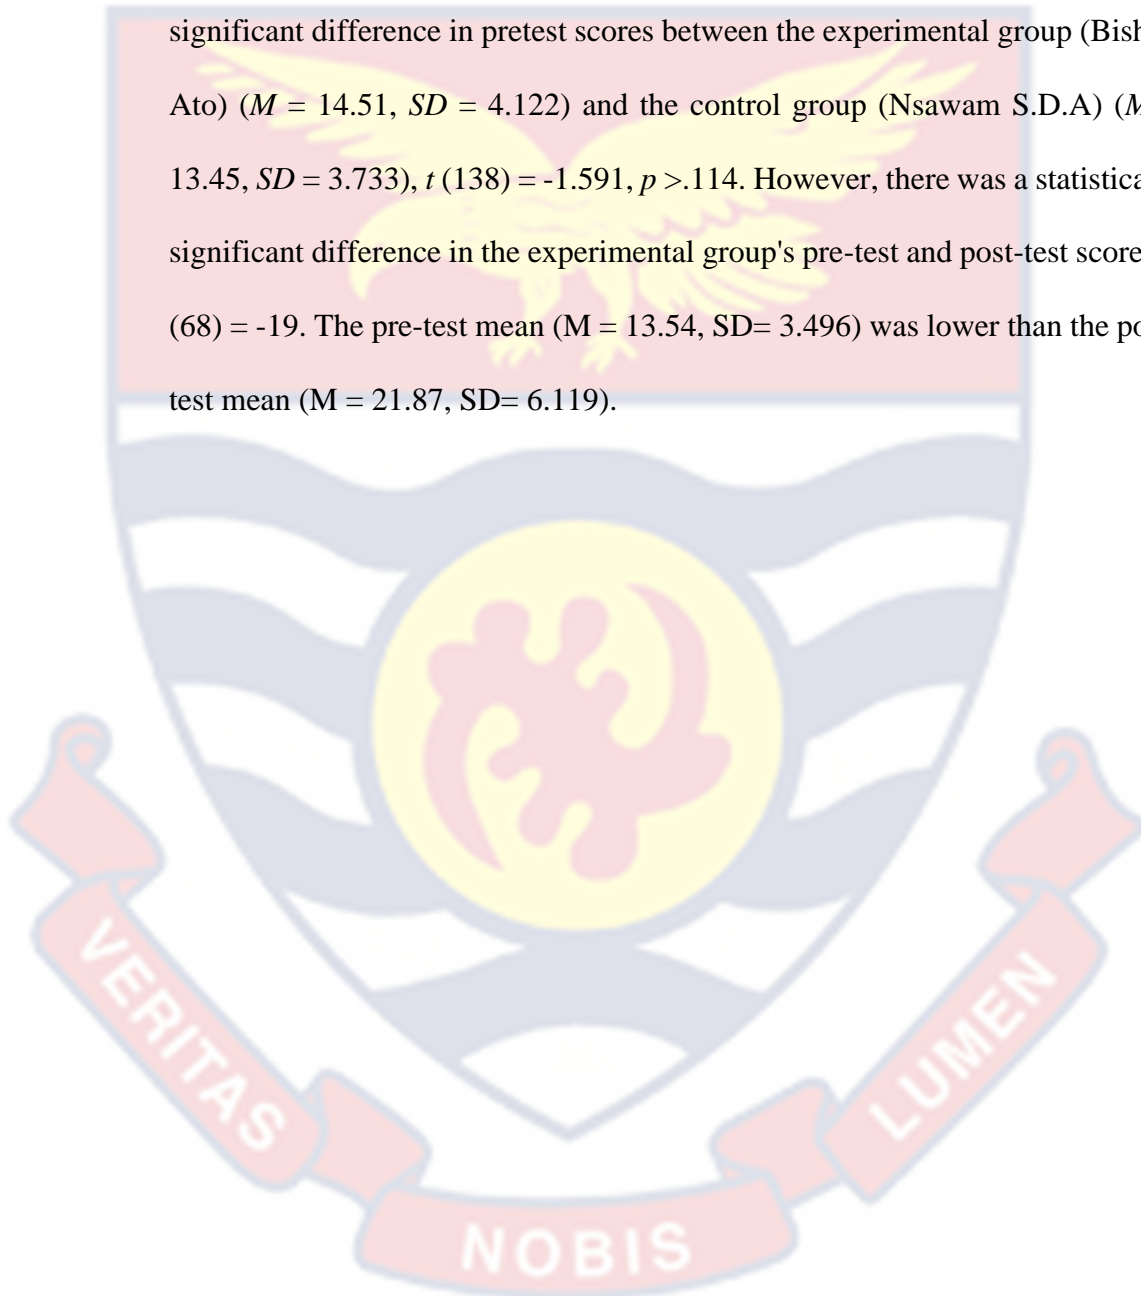 significant difference in pretest scores between the experimental group (Bish
Ato) (M = 14.51, SD = 4.122) and the control group (Nsawam S.D.A) (M
13.45, SD = 3.733), t (138) = -1.591, p >.114. However, there was a statistica
significant difference in the experimental group's pre-test and post-test score
(68) = -19. The pre-test mean (M = 13.54, SD= 3.496) was lower than the po
test mean (M = 21.87, SD= 6.119).
VERITAS
NOBIS
LUMEN